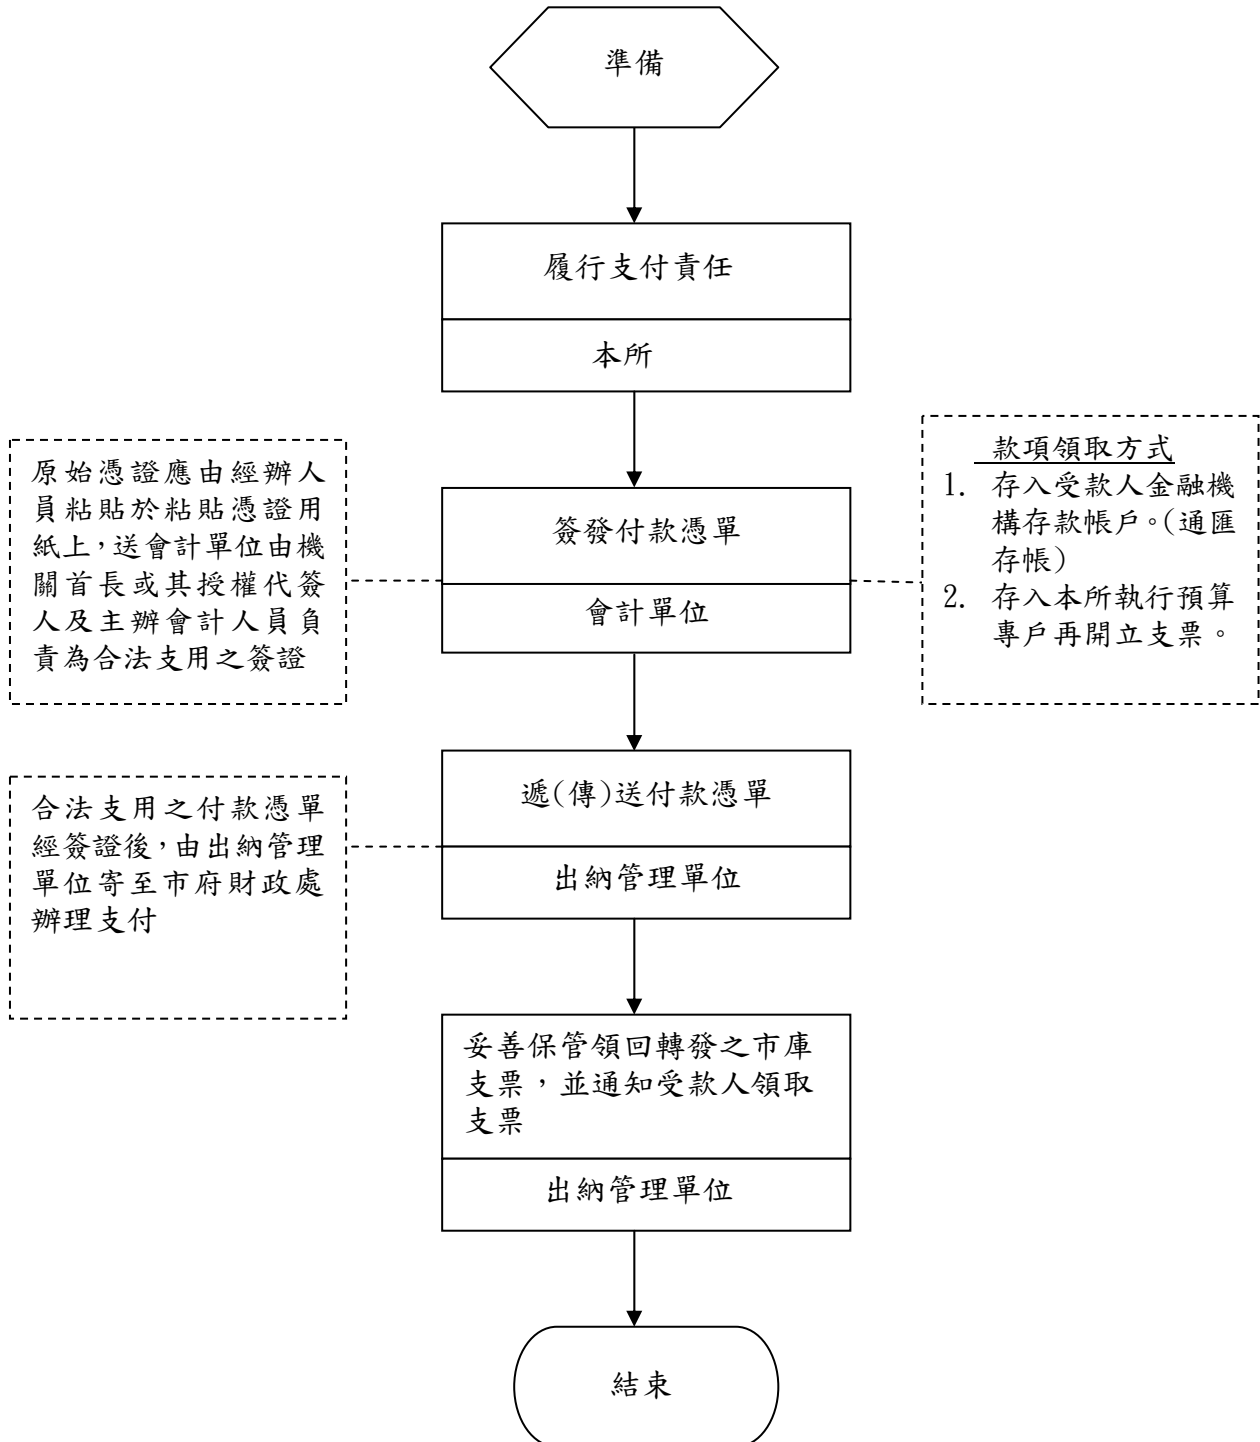 準備
履行支付責任
本所
原始憑證應由經辦人
員粘貼於粘貼憑證用
紙上,送會計單位由機
關首長或其授權代簽
人及主辦會計人員負
責為合法支用之簽證
簽發付款憑單
會計單位
款項領取方式
1. 存入受款人金融機
構存款帳戶。(通匯
存帳)
2. 存入本所執行預算
專戶再開立支票。
合法支用之付款憑單
經簽證後,由出納管理
單位寄至市府財政處
辦理支付
遞(傳)送付款憑單
出納管理單位
妥善保管領回轉發之市庫
支票，並通知受款人領取
支票
出納管理單位
結束